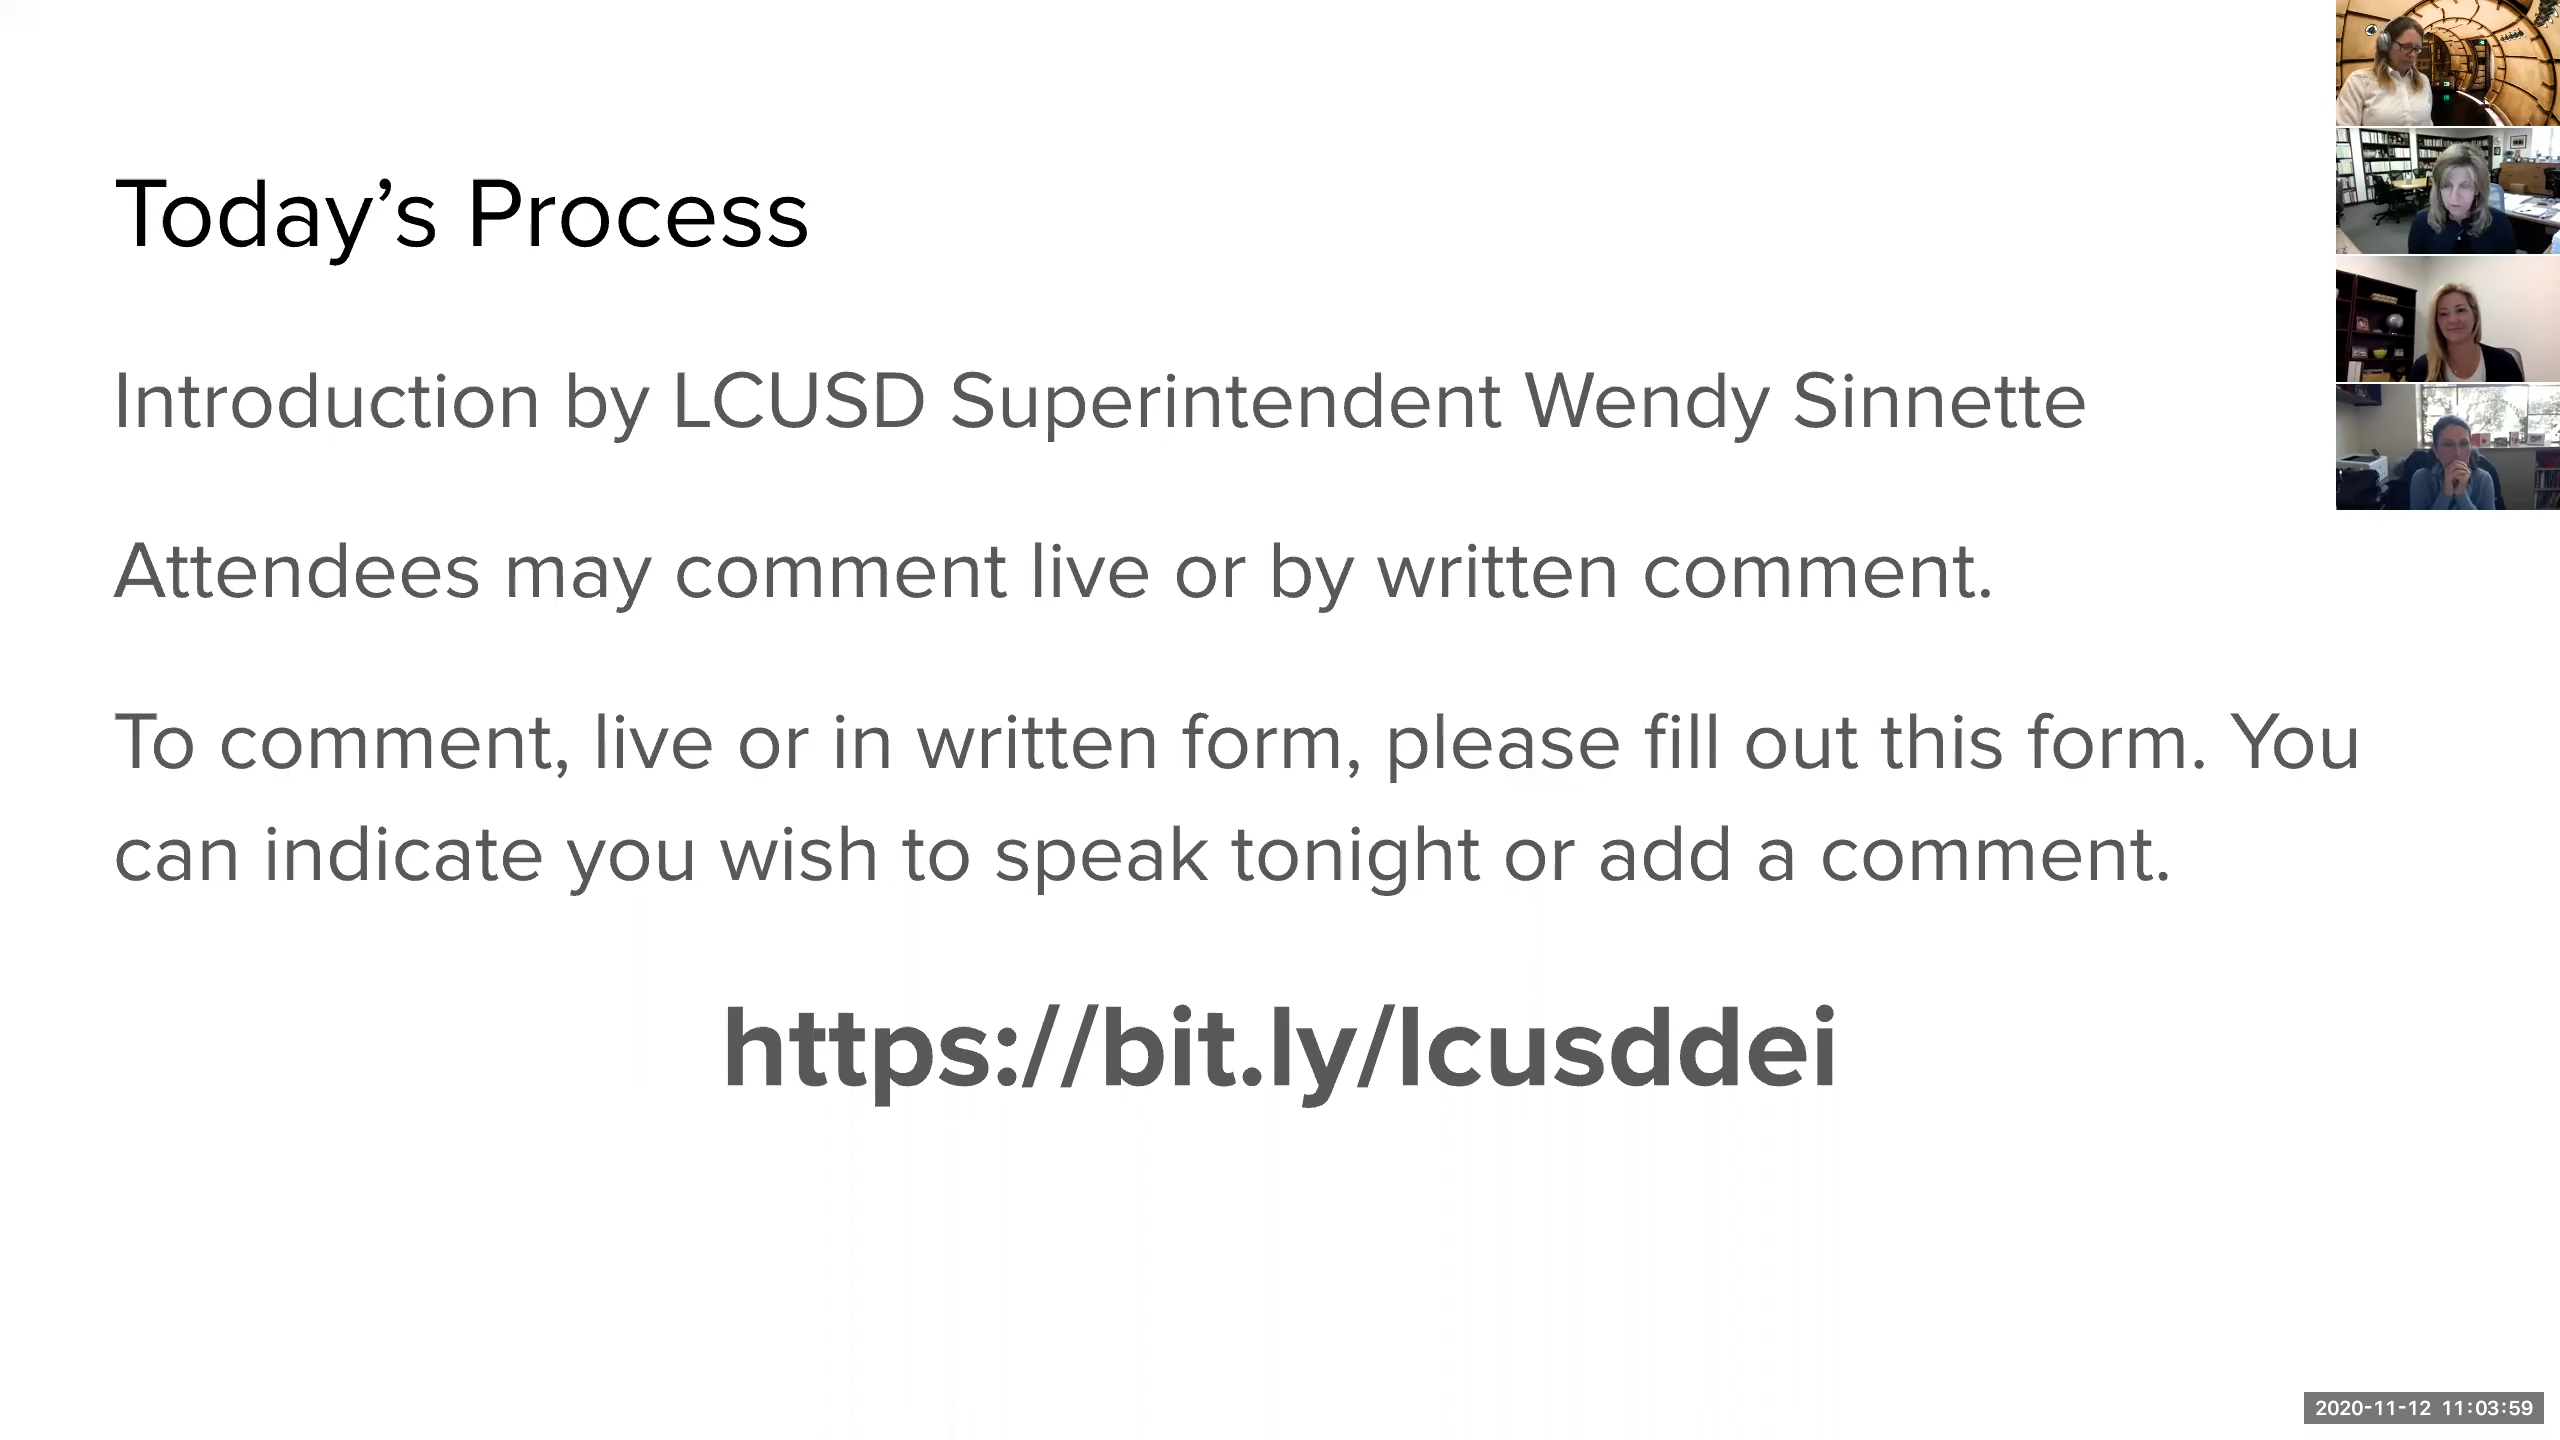 Today’s Process
Introduction by LCUSD Superintendent Wendy Sinnette
Attendees may comment live or by written comment.
To comment, live or in written form, please fill out this form. You
can indicate you wish to speak tonight or add a comment.
https://bit.ly/lcusddei
2020-11-12 11:03:59